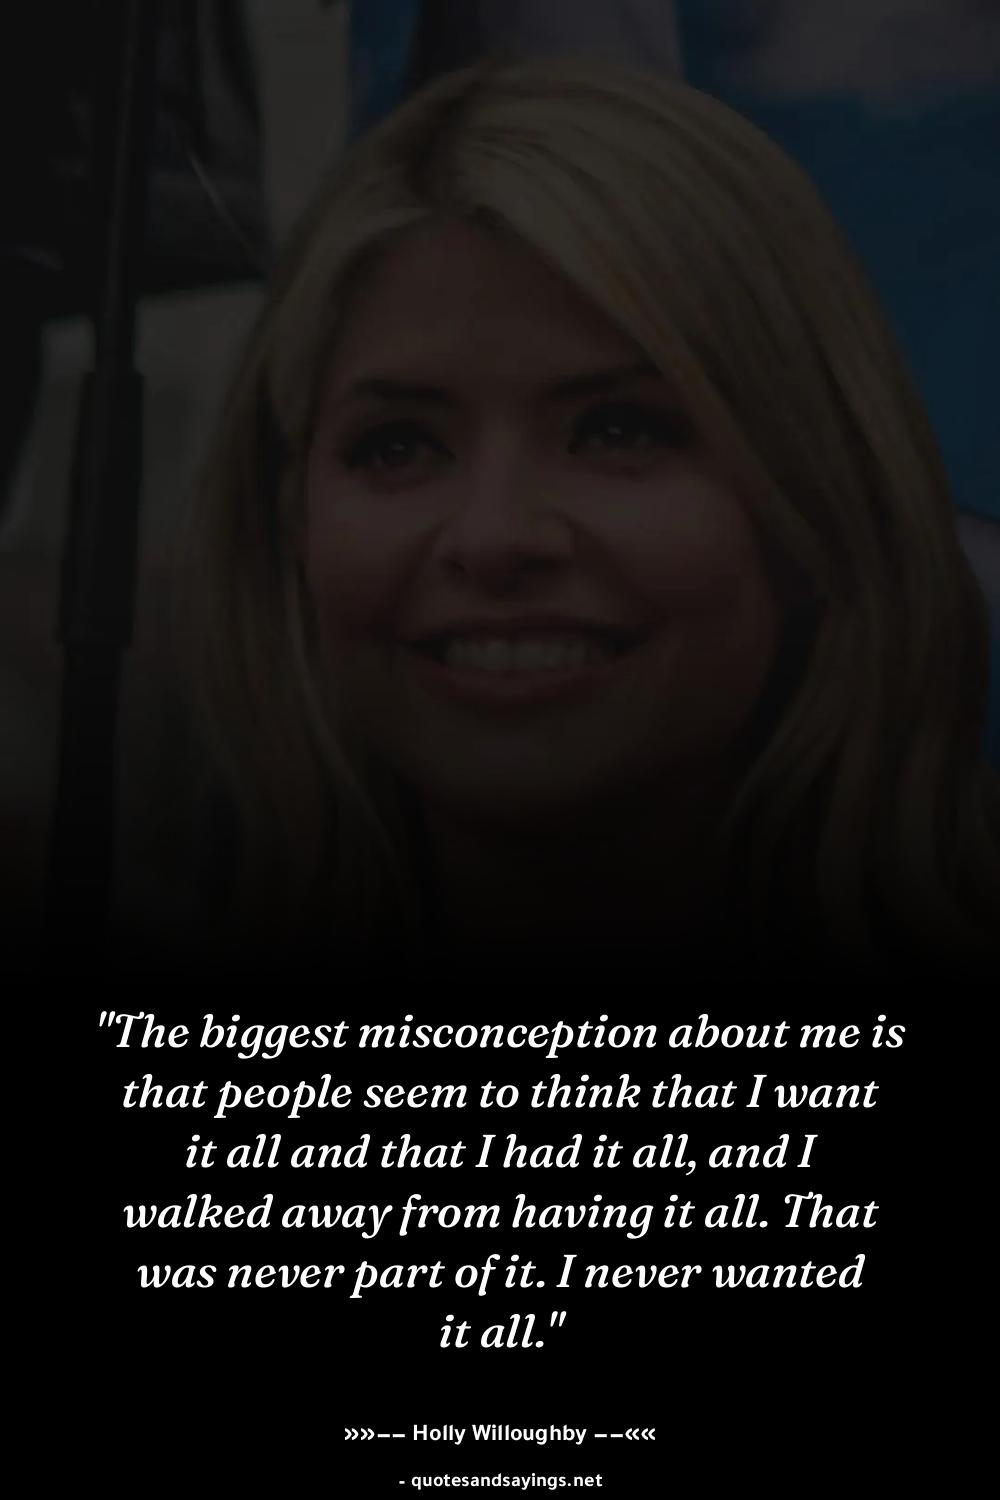 "The biggest misconception about me is
that people seem to think that I want
it all and that I had it all, and I
walked away from having it all. That
was never part of it. I never wanted
it all."
»»–– Holly Willoughby ––««
- quotesandsayings.net